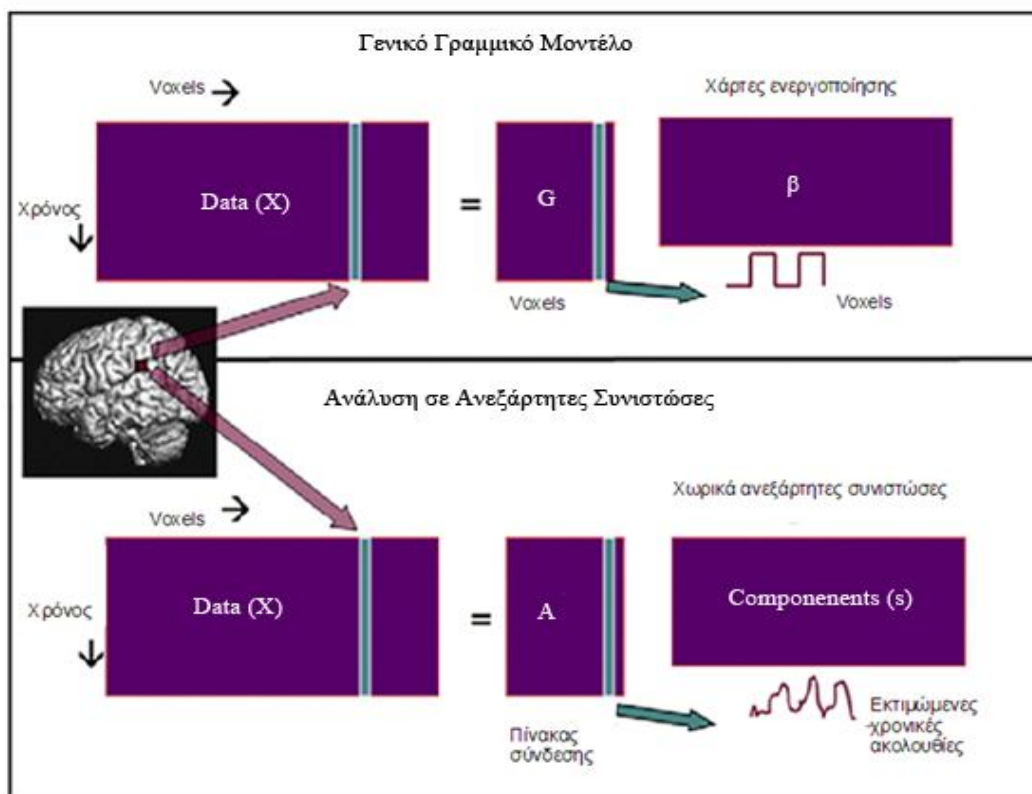 Γενικό Γραμμικό Μοντέλο
Voxels
Χάρτες ενεργοποίησης
Χρόνος
Data (X)
=
G
β
Voxels
Voxels
Ανάλυση σε Ανεξάρτητες Συνιστώσες
Voxels
Χωρικά ανεξάρτητες συνιστώσες
Χρόνος
Data (X)
=
A
Componenents (s)
Πίνακας
σύνδεσης
Εκτιμώμενες
-χρονικές
ακολουθίες